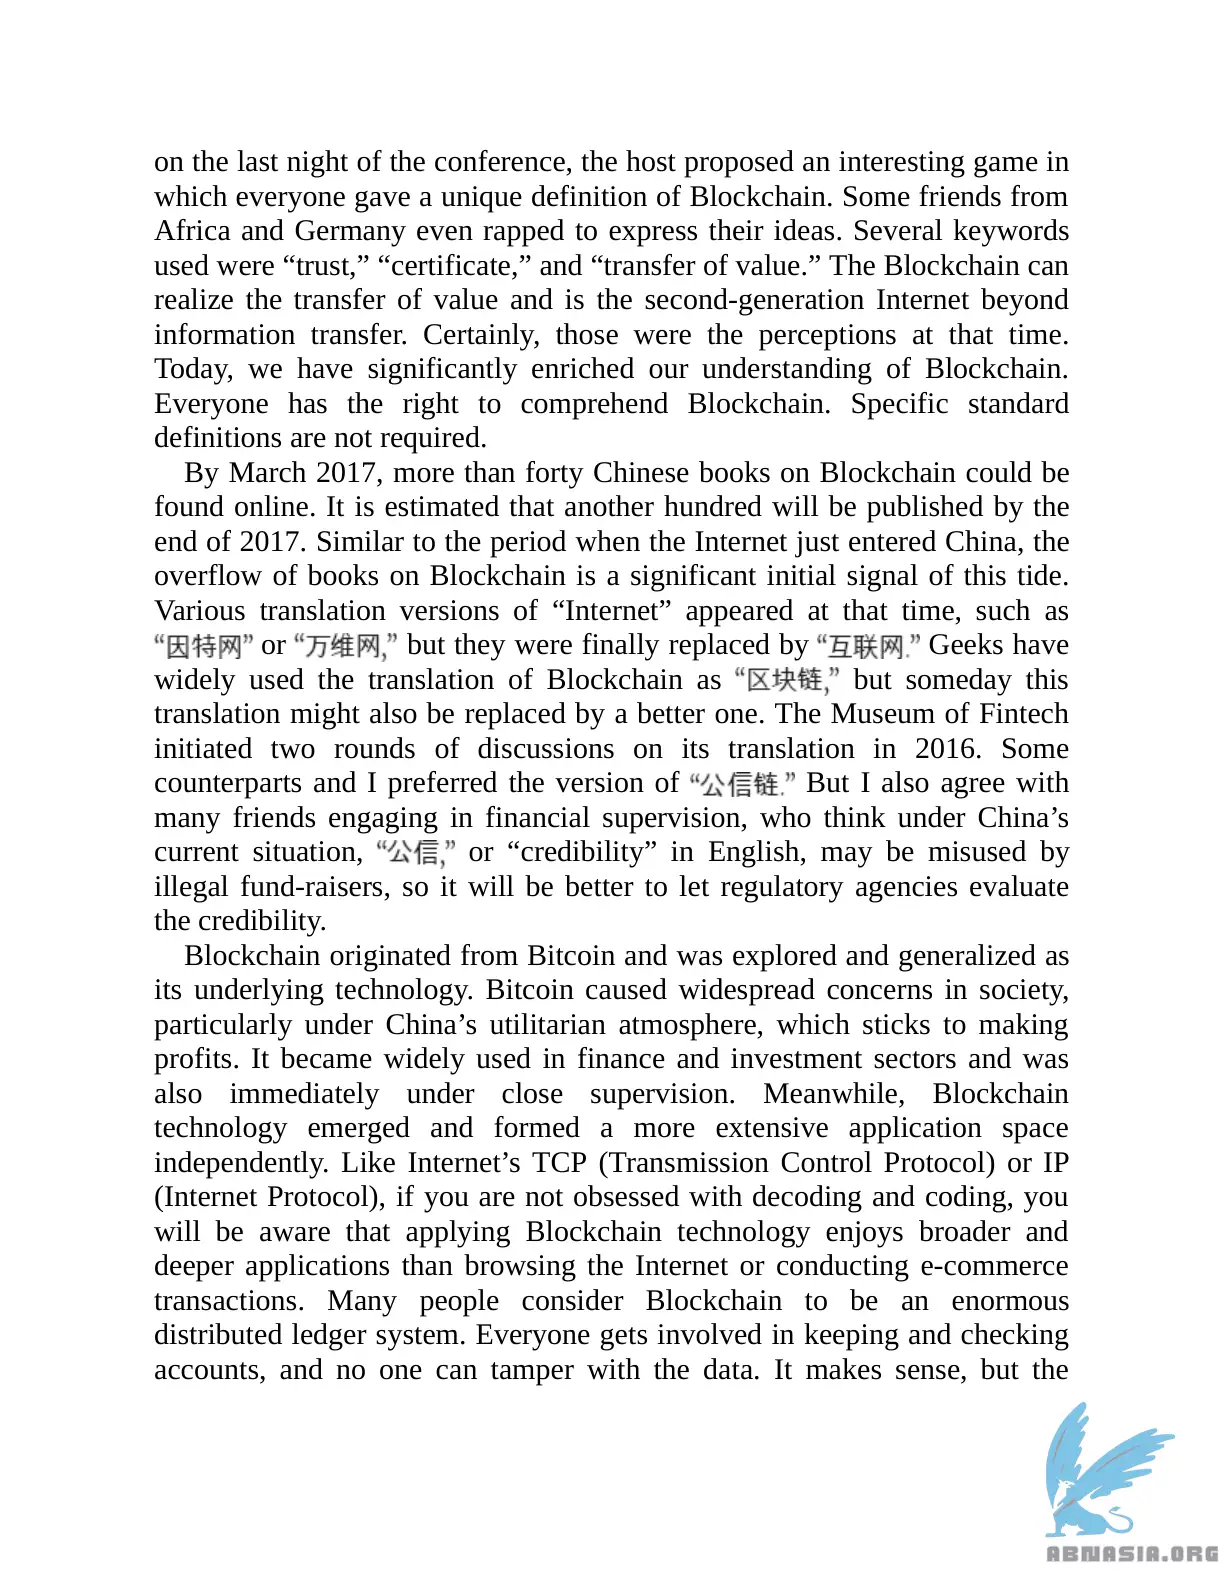 on the last night of the conference, the host proposed an interesting game in
which everyone gave a unique definition of Blockchain. Some friends from
Africa and Germany even rapped to express their ideas. Several keywords
used were “trust,” “certificate,” and “transfer of value.” The Blockchain can
realize the transfer of value and is the second-generation Internet beyond
information transfer. Certainly, those were the perceptions at that time.
Today, we have significantly enriched our understanding of Blockchain.
Everyone has the right to comprehend Blockchain. Specific standard
definitions are not required.
By March 2017, more than forty Chinese books on Blockchain could be
found online. It is estimated that another hundred will be published by the
end of 2017. Similar to the period when the Internet just entered China, the
overflow of books on Blockchain is a significant initial signal of this tide.
Various translation versions of “Internet” appeared at that time, such as
“因特网” or “万维网,” but they were finally replaced by “互联网.” Geeks have
widely used the translation of Blockchain as “区块链,” but someday this
translation might also be replaced by a better one. The Museum of Fintech
initiated two rounds of discussions on its translation in 2016. Some
counterparts and I preferred the version of “公信链.” But I also agree with
many friends engaging in financial supervision, who think under China’s
current situation, “公信,” or “credibility” in English, may be misused by
illegal fund-raisers, so it will be better to let regulatory agencies evaluate
the credibility.
Blockchain originated from Bitcoin and was explored and generalized as
its underlying technology. Bitcoin caused widespread concerns in society,
particularly under China’s utilitarian atmosphere, which sticks to making
profits. It became widely used in finance and investment sectors and was
also immediately under close supervision. Meanwhile, Blockchain
technology emerged and formed a more extensive application space
independently. Like Internet’s TCP (Transmission Control Protocol) or IP
(Internet Protocol), if you are not obsessed with decoding and coding, you
will be aware that applying Blockchain technology enjoys broader and
deeper applications than browsing the Internet or conducting e-commerce
transactions. Many people consider Blockchain to be an enormous
distributed ledger system. Everyone gets involved in keeping and checking
accounts, and no one can tamper with the data. It makes sense, but the
ABNASIA.ORG